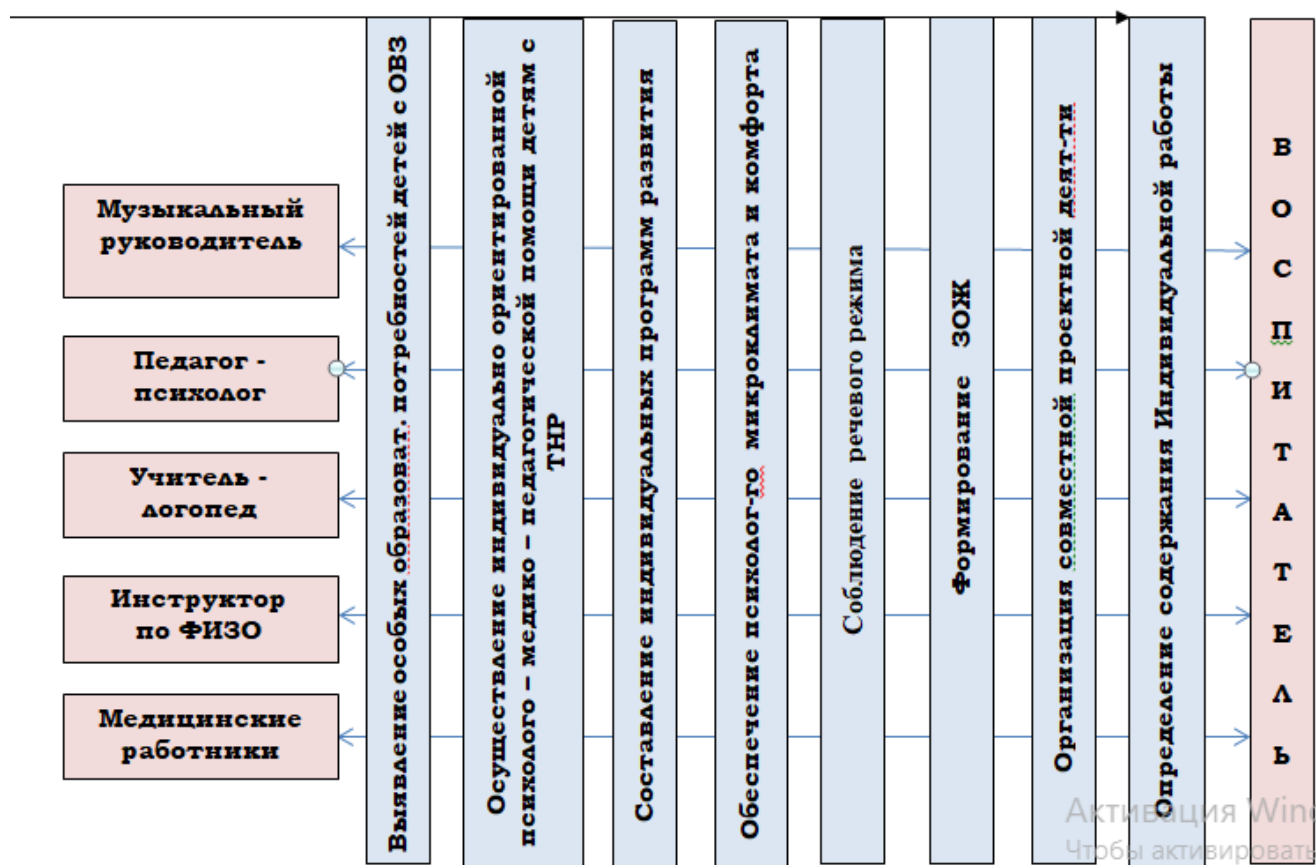 Музыкальный
руководитель
Педагог -
психолог
Учитель -
логопед
Инструктор
по ФИЗО
Медицинские
работники
Выявление особых образоват. потребностей детей с ОВЗ
Осуществление индивидуально ориентированной
психолого – медико – педагогической помощи детям с
ТНР
Составление индивидуальных программ развития
Обеспечение психолог-го микроклимата и комфорта
Соблюдение речевого режима
Формирование ЗОЖ
Организация совместной проектной деят-ти
Определение содержания Индивидуальной работы
В
О
С
П
И
Т
А
Т
Е
Л
Ь
Активация Wind
Чтобы активировать